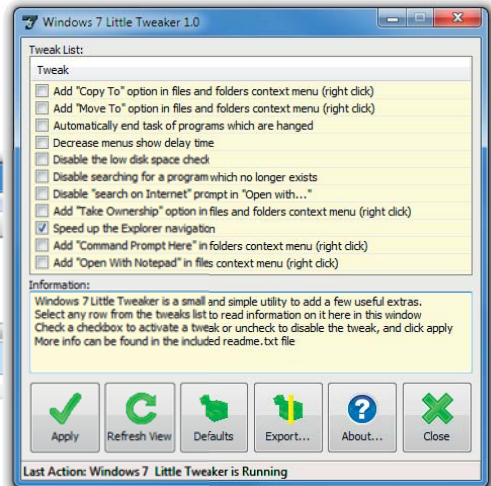 Windows 7 Little Tweaker 1.0
Tweak List:
Tweak
Add "Copy To" option in files and folders context menu (right click)
Add "Move To" option in files and folders context menu (right click)
Automatically end task of programs which are hanged
Decrease menus show delay time
Disable the low disk space check
Disable searching for a program which no longer exists
Disable "search on Internet" prompt in "Open with..."
Add "Take Ownership" option in files and folders context menu (right click)
Speed up the Explorer navigation
Add "Command Prompt Here" in folders context menu (right click)
Add "Open With Notepad" in files context menu (right click)
Information:
Windows 7 Little Tweaker is a small and simple utility to add a few useful extras.
Select any row from the tweaks list to read information on it here in this window
Check a checkbox to activate a tweak or uncheck to disable the tweak, and click apply
More info can be found in the included readme.txt file
Apply Refresh View Defaults Export... About... Close
Last Action: Windows 7 Little Tweaker is Running